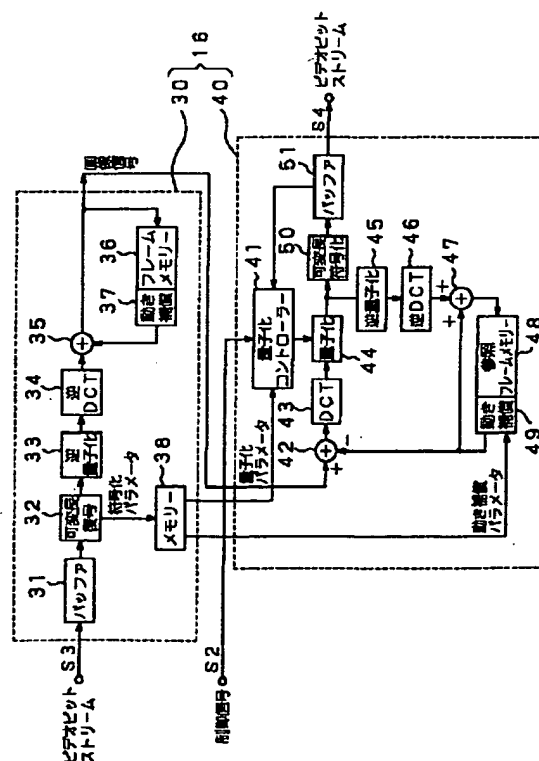 ビデオビット
ストリーム
S3
31
バッファ
32
可変長
復号
33
逆
量子化
34
逆
DCT
35
36
フレーム
メモリー
37
動き
補償
画像信号
30
16
40
符号化
パラメータ
38
メモリー
制御信号
S2
量子化
パラメータ
動き補償
パラメータ
41
量子化
コントローラー
42
+
−
43
DCT
44
量子化
45
逆量子化
46
逆DCT
47
+
+
48
参照
フレームメモリー
49
動き
補償
50
可変長
符号化
51
バッファ
S4
ビデオビット
ストリーム